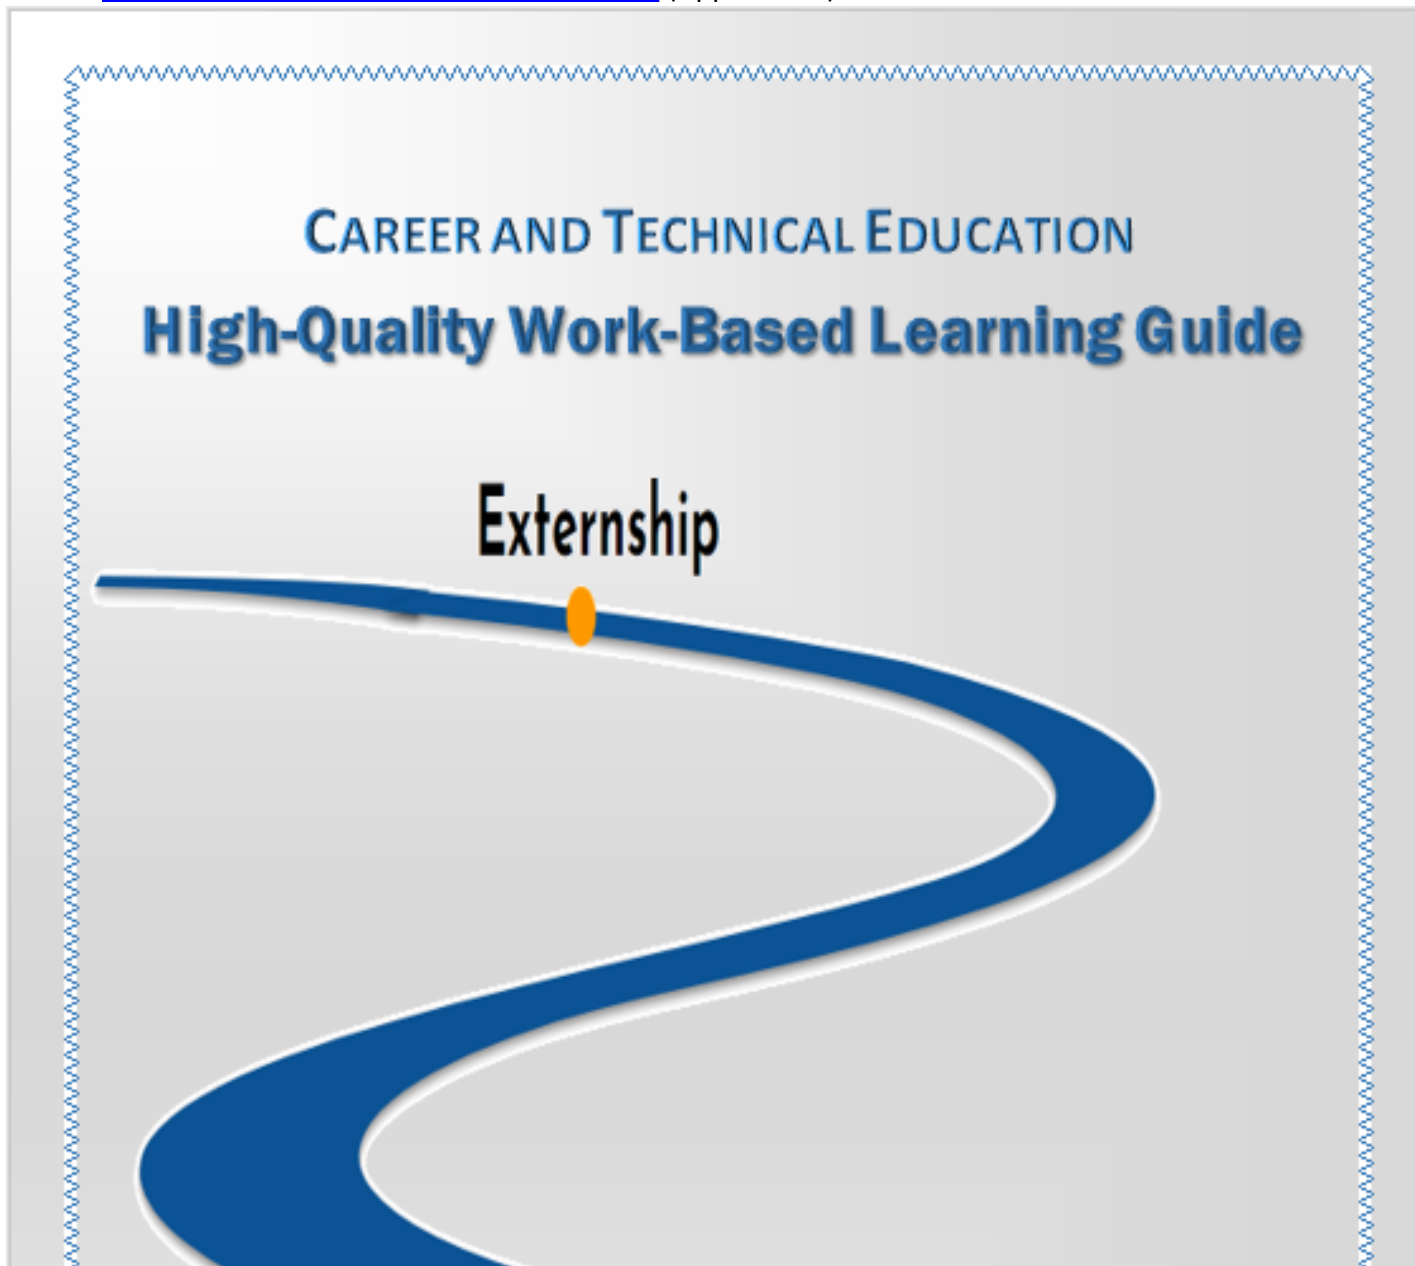 CAREER AND TECHNICAL EDUCATION
High-Quality Work-Based Learning Guide
Externship